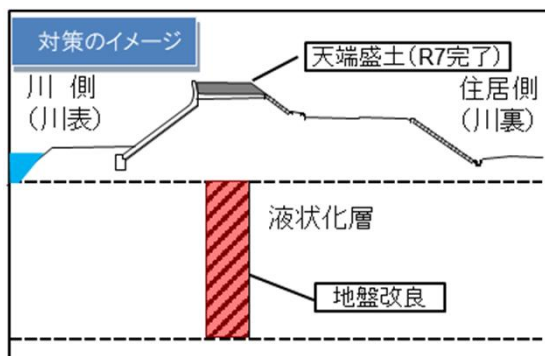 対策のイメージ
天端盛土(R7完了)
川 側
(川表)
住居側
(川裏)
液状化層
地盤改良